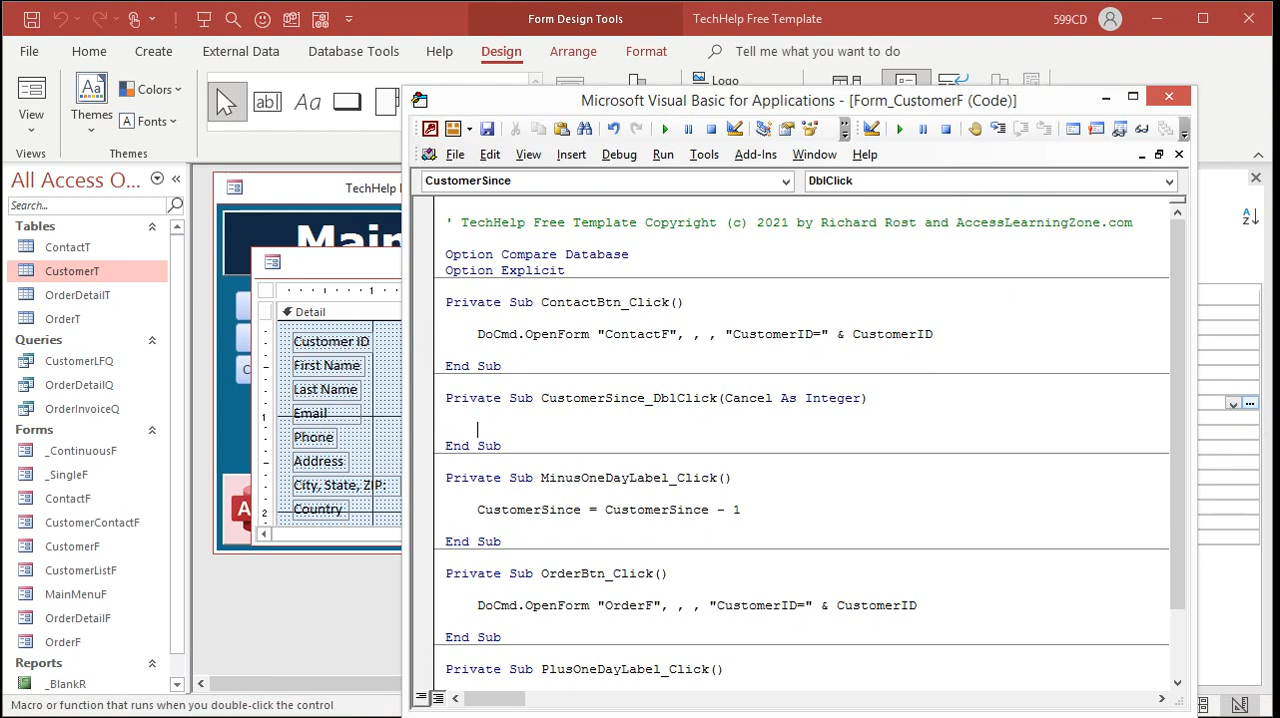 Form Design Tools
TechHelp Free Template
599CD
File
Home
Create
External Data
Database Tools
Help
Design
Arrange
Format
Tell me what you want to do
View
Themes
Colors
Fonts
Aa
ab|
Aa
Logo
Views
Themes
Microsoft Visual Basic for Applications - [Form_CustomerF (Code)]
File Edit View Insert Debug Run Tools Add-Ins Window Help
CustomerSince
DblClick
' TechHelp Free Template Copyright (c) 2021 by Richard Rost and AccessLearningZone.com
Option Compare Database
Option Explicit
Private Sub ContactBtn_Click()
DoCmd.OpenForm "ContactF", , , "CustomerID=" & CustomerID
End Sub
Private Sub CustomerSince_DblClick(Cancel As Integer)
End Sub
Private Sub MinusOneDayLabel_Click()
CustomerSince = CustomerSince - 1
End Sub
Private Sub OrderBtn_Click()
DoCmd.OpenForm "OrderF", , , "CustomerID=" & CustomerID
End Sub
Private Sub PlusOneDayLabel_Click()
All Access O...
Search...
Tables
ContactT
CustomerT
OrderDetailT
OrderT
Queries
CustomerLFQ
OrderDetailQ
OrderInvoiceQ
Forms
_ContinuousF
_SingleF
ContactF
CustomerContactF
CustomerF
CustomerListF
MainMenuF
OrderDetailF
OrderF
Reports
_BlankR
TechHelp
Main
1
Detail
Customer ID
First Name
Last Name
Email
Phone
Address
City, State, ZIP:
Country
1
2
A
Z
Macro or function that runs when you double-click the control